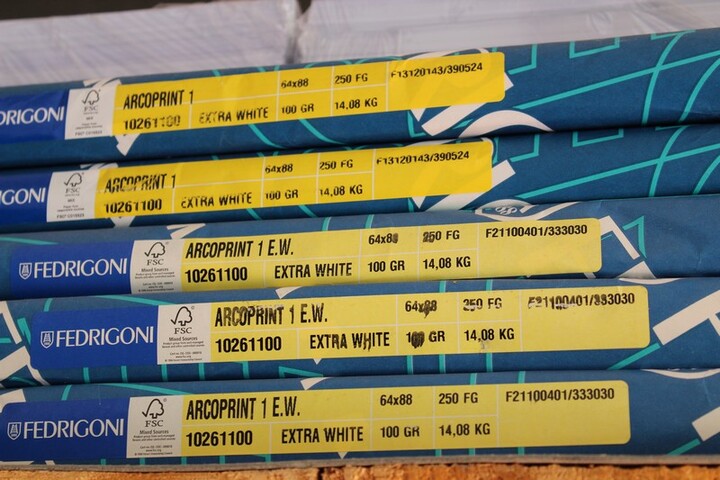 DRIGONI FSC ARCOPRINT 1 64x88 250 FG F13120143/390524
10261100 EXTRA WHITE 100 GR 14,08 KG
IGONI FSC ARCOPRINT 1 64x88 250 FG F13120143/390524
10261100 EXTRA WHITE 100 GR 14,08 KG
FEDRIGONI FSC Mixed Sources ARCOPRINT 1 E.W. 64x88 250 FG F21100401/333030
10261100 EXTRA WHITE 100 GR 14,08 KG
FEDRIGONI FSC Mixed Sources ARCOPRINT 1 E.W. 64x88 250 FG F21100401/333030
10261100 EXTRA WHITE 100 GR 14,08 KG
FEDRIGONI FSC Mixed Sources ARCOPRINT 1 E.W. 64x88 250 FG F21100401/333030
10261100 EXTRA WHITE 100 GR 14,08 KG